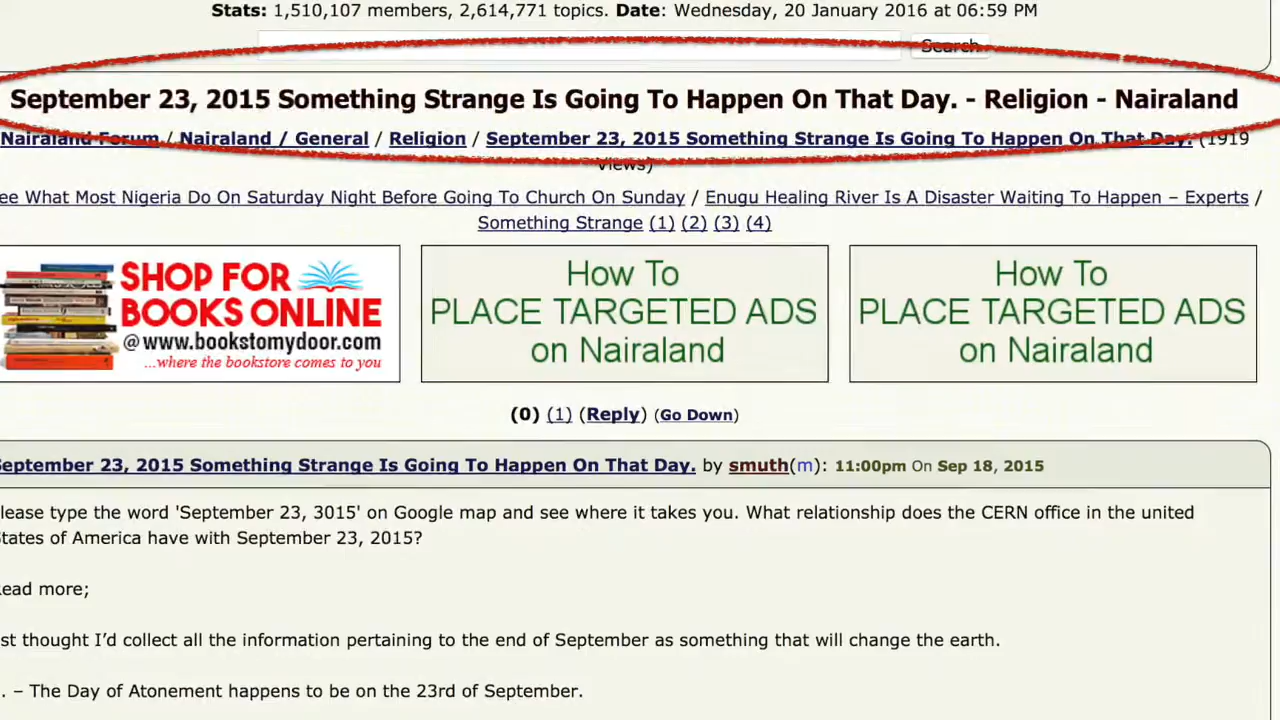 Stats: 1,510,107 members, 2,614,771 topics. Date: Wednesday, 20 January 2016 at 06:59 PM
Search
September 23, 2015 Something Strange Is Going To Happen On That Day. - Religion - Nairaland
Nairaland Forum / Nairaland / General / Religion / September 23, 2015 Something Strange Is Going To Happen On That Day. (1919
Views)
ee What Most Nigeria Do On Saturday Night Before Going To Church On Sunday / Enugu Healing River Is A Disaster Waiting To Happen – Experts /
Something Strange (1) (2) (3) (4)
SHOP FOR
BOOKS ONLINE
@www.bookstomydoor.com
...where the bookstore comes to you
How To
PLACE TARGETED ADS
on Nairaland
How To
PLACE TARGETED ADS
on Nairaland
(0) (1) (Reply) (Go Down)
September 23, 2015 Something Strange Is Going To Happen On That Day. by smuth(m): 11:00pm On Sep 18, 2015
lease type the word 'September 23, 3015' on Google map and see where it takes you. What relationship does the CERN office in the united
tates of America have with September 23, 2015?
ead more;
st thought I’d collect all the information pertaining to the end of September as something that will change the earth.
. – The Day of Atonement happens to be on the 23rd of September.